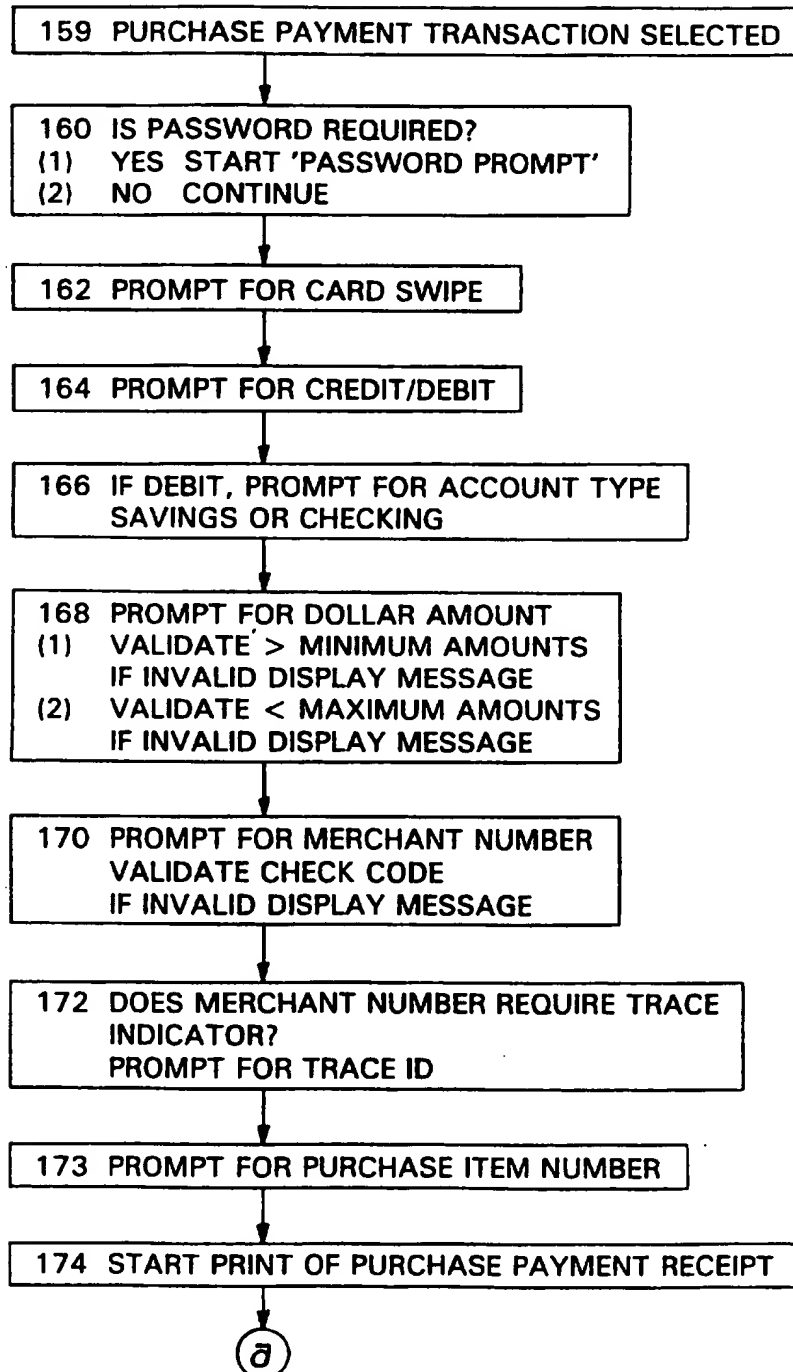 159 PURCHASE PAYMENT TRANSACTION SELECTED
160 IS PASSWORD REQUIRED?
(1) YES START 'PASSWORD PROMPT'
(2) NO CONTINUE
162 PROMPT FOR CARD SWIPE
164 PROMPT FOR CREDIT/DEBIT
166 IF DEBIT, PROMPT FOR ACCOUNT TYPE
SAVINGS OR CHECKING
168 PROMPT FOR DOLLAR AMOUNT
(1) VALIDATE > MINIMUM AMOUNTS
IF INVALID DISPLAY MESSAGE
(2) VALIDATE < MAXIMUM AMOUNTS
IF INVALID DISPLAY MESSAGE
170 PROMPT FOR MERCHANT NUMBER
VALIDATE CHECK CODE
IF INVALID DISPLAY MESSAGE
172 DOES MERCHANT NUMBER REQUIRE TRACE
INDICATOR?
PROMPT FOR TRACE ID
173 PROMPT FOR PURCHASE ITEM NUMBER
174 START PRINT OF PURCHASE PAYMENT RECEIPT
a